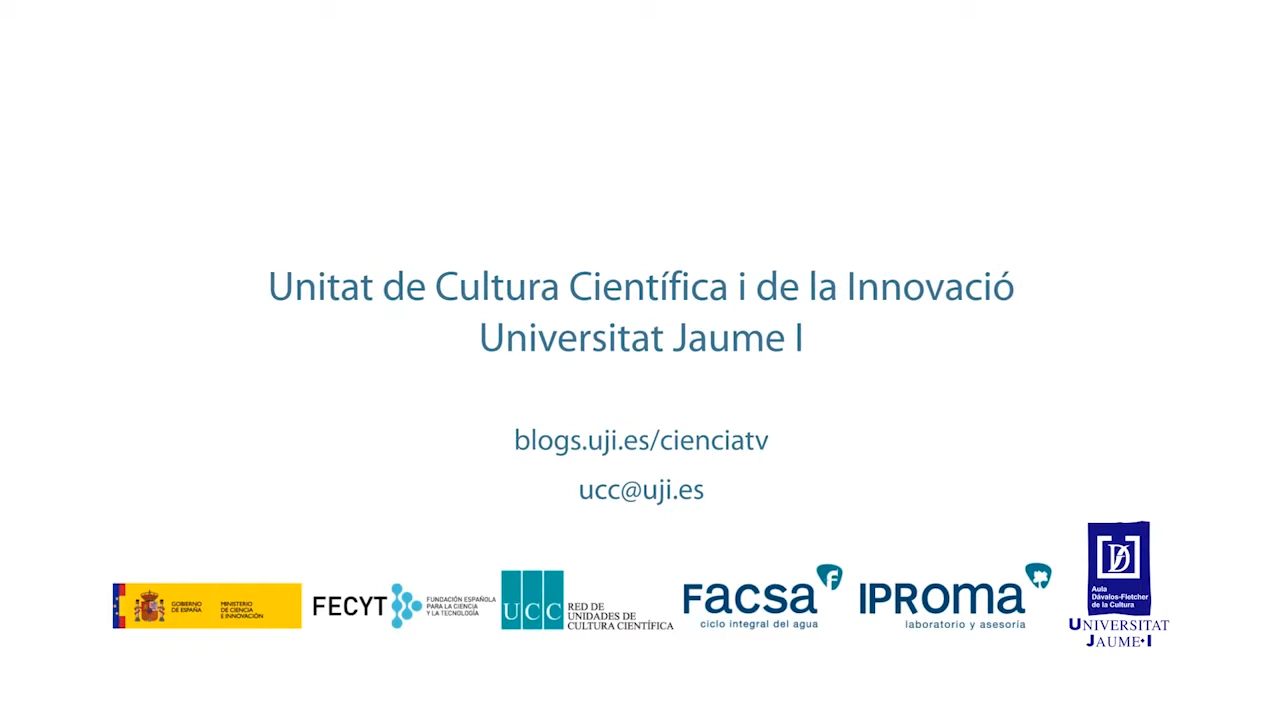 Unitat de Cultura Científica i de la Innovació
Universitat Jaume I
blogs.uji.es/cienciatv
ucc@uji.es
GOBIERNO
DE ESPAÑA
MINISTERIO
DE CIENCIA
E INNOVACIÓN
FECYT
FUNDACIÓN ESPAÑOLA
PARA LA CIENCIA
Y LA TECNOLOGÍA
UCC
RED DE
UNIDADES DE
CULTURA CIENTÍFICA
FACSA
ciclo integral del agua
IPROMA
laboratorio y asesoría
Aula
Dávalos-Fletcher
de la Cultura
UNIVERSITAT
JAUME·I